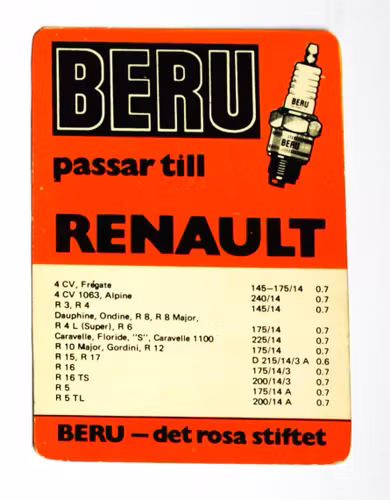 BERU
BERU
BERU
passar till
RENAULT
4 CV, Frégate 145–175/14 0.7
4 CV 1063, Alpine 240/14 0.7
R 3, R 4 145/14 0.7
Dauphine, Ondine, R 8, R 8 Major,
R 4 L (Super), R 6 175/14 0.7
Caravelle, Floride, "S", Caravelle 1100 225/14 0.7
R 10 Major, Gordini, R 12 175/14 0.7
R 15, R 17 D 215/14/3 A 0.6
R 16 175/14/3 0.7
R 16 TS 200/14/3 0.7
R 5 175/14 A 0.7
R 5 TL 200/14 A 0.7
BERU – det rosa stiftet